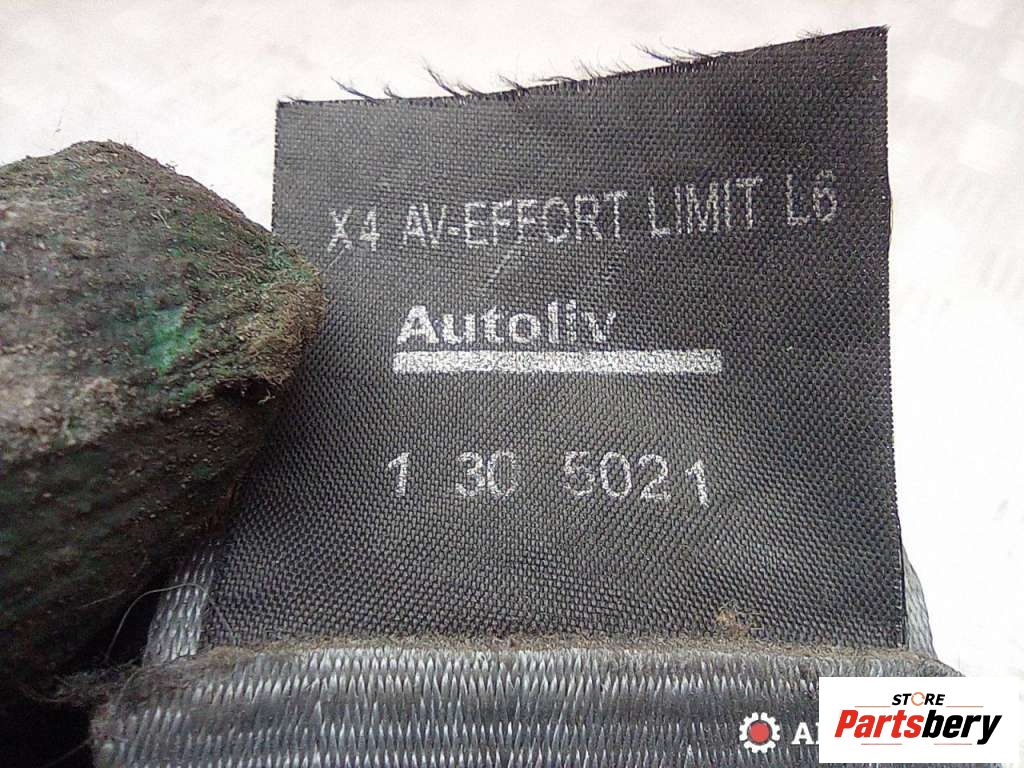 X4 AV-EFFORT LIMIT L6
Autoliv
1 30 5021
STORE
Partsbery